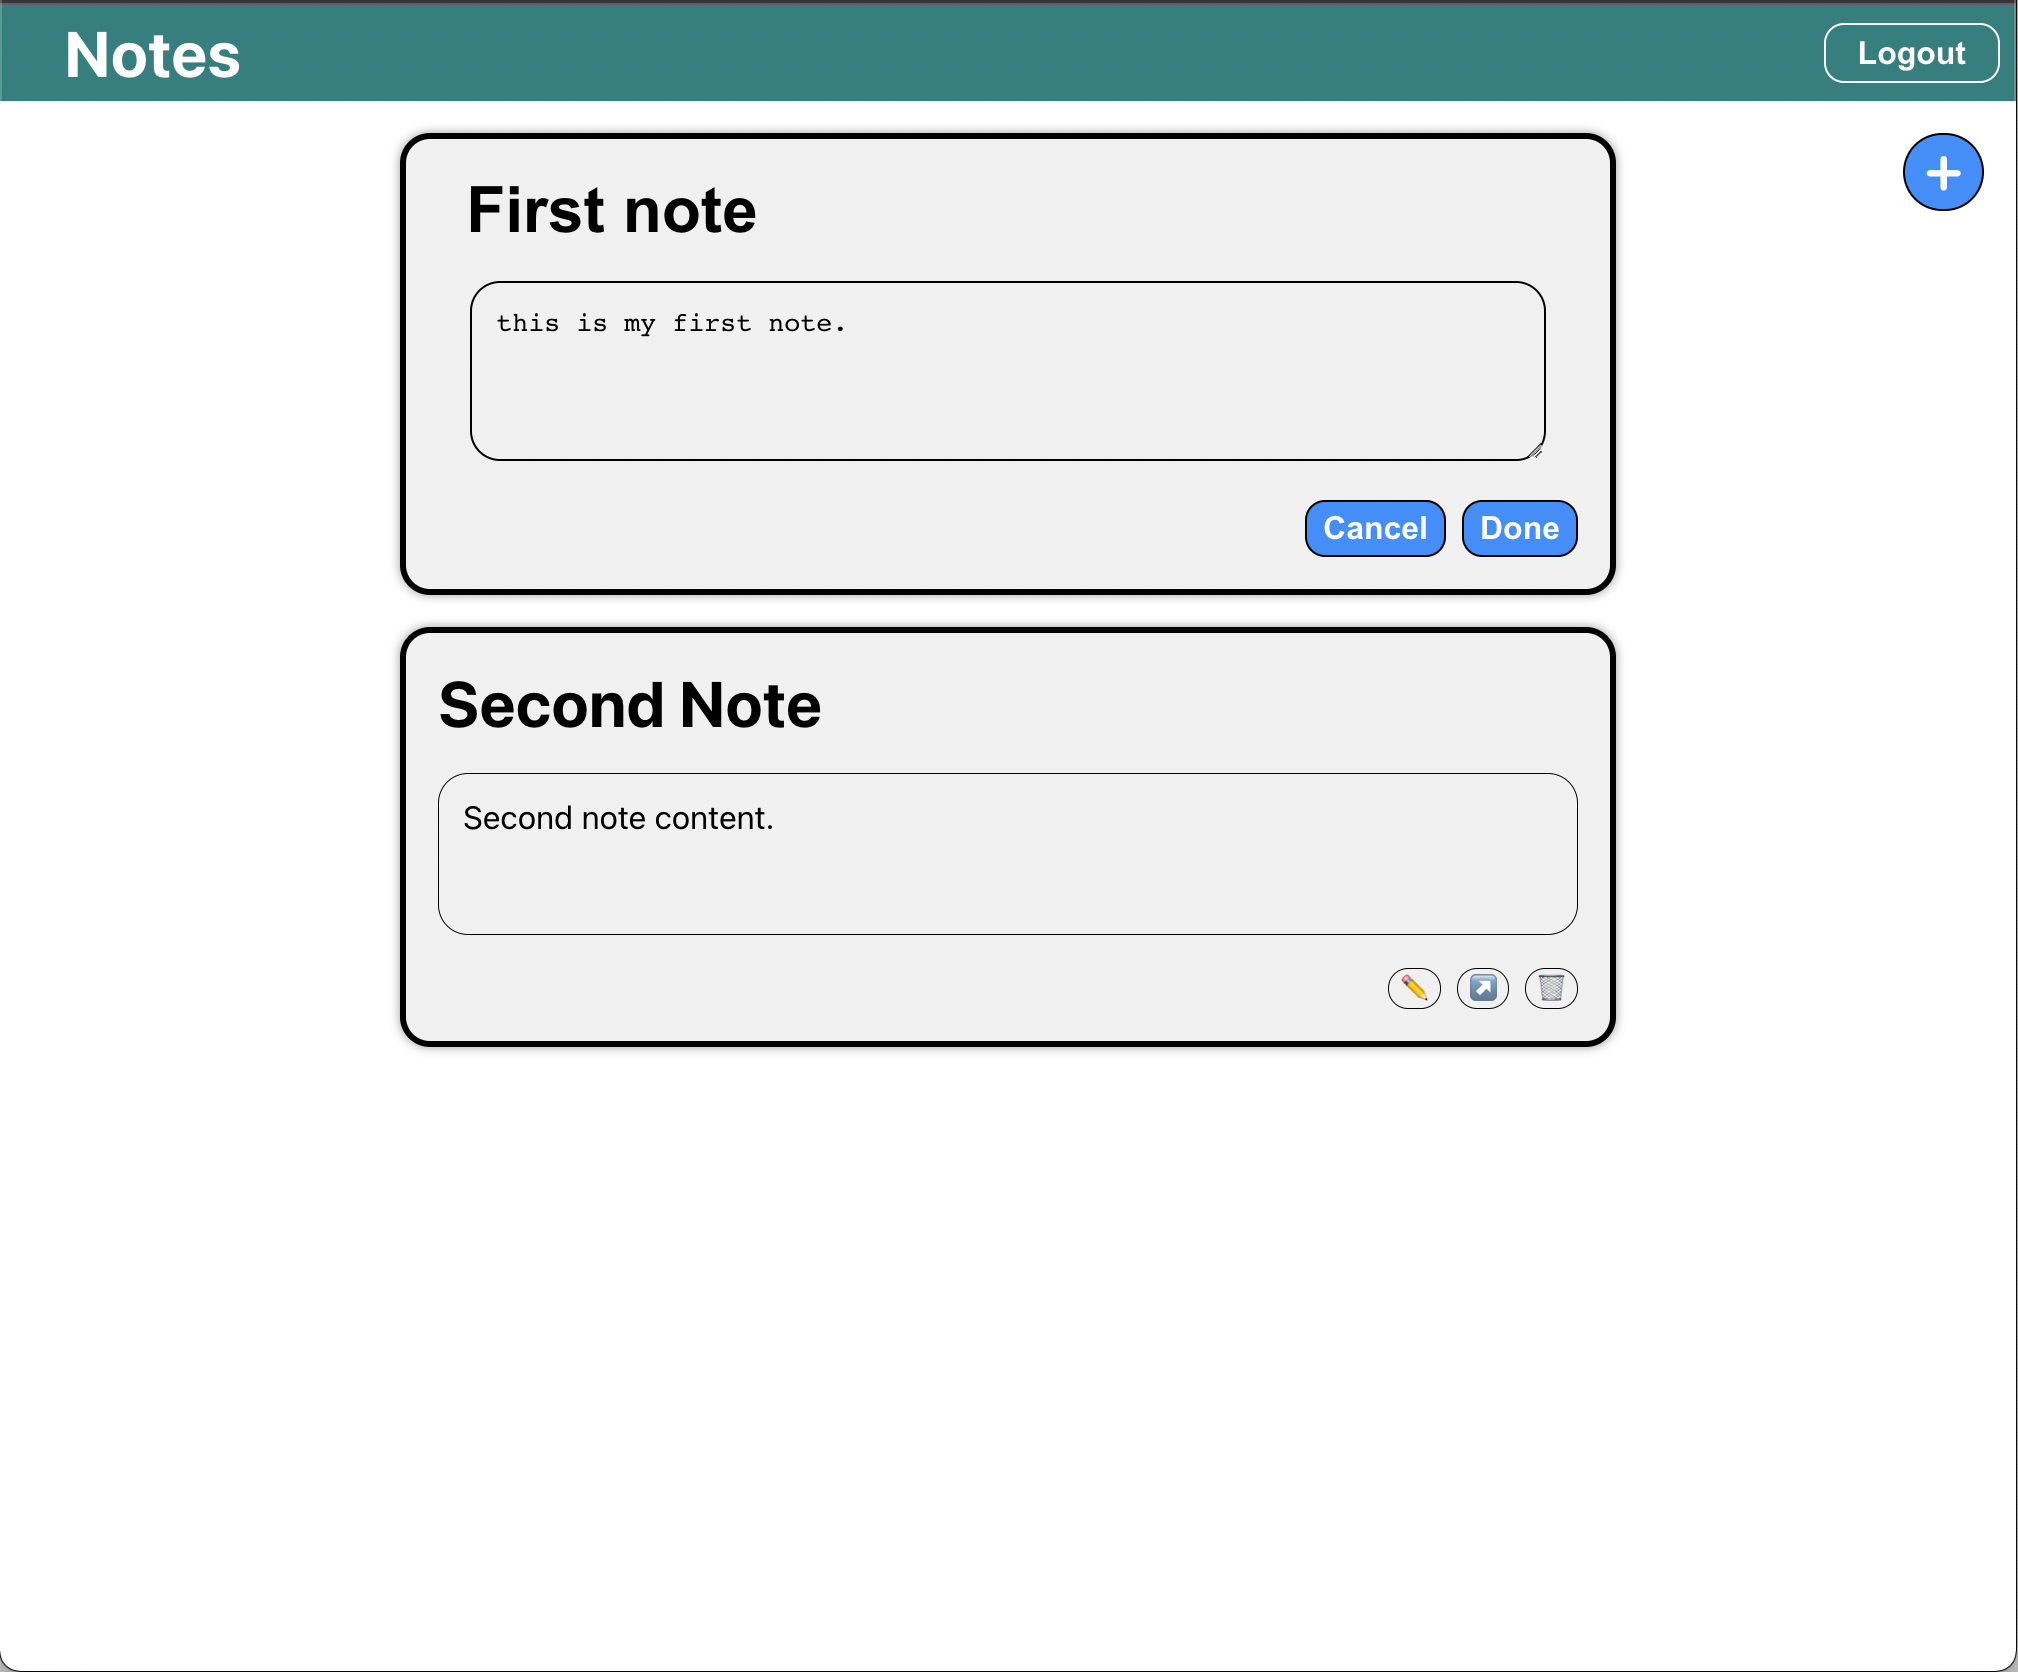 Notes
Logout
First note
this is my first note.
Cancel
Done
Second Note
Second note content.